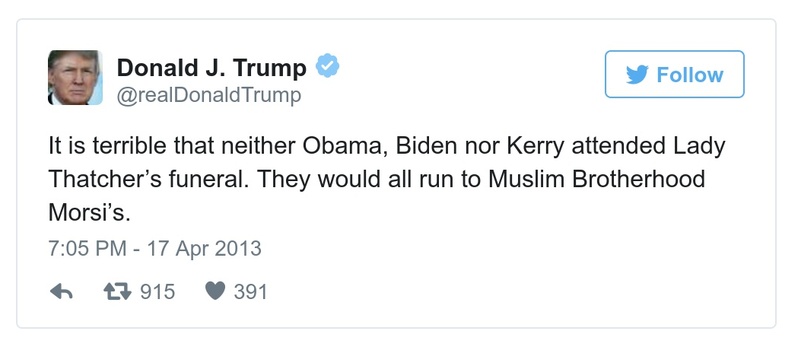 Donald J. Trump
@realDonaldTrump
Follow
It is terrible that neither Obama, Biden nor Kerry attended Lady
Thatcher’s funeral. They would all run to Muslim Brotherhood
Morsi’s.
7:05 PM - 17 Apr 2013
915 391